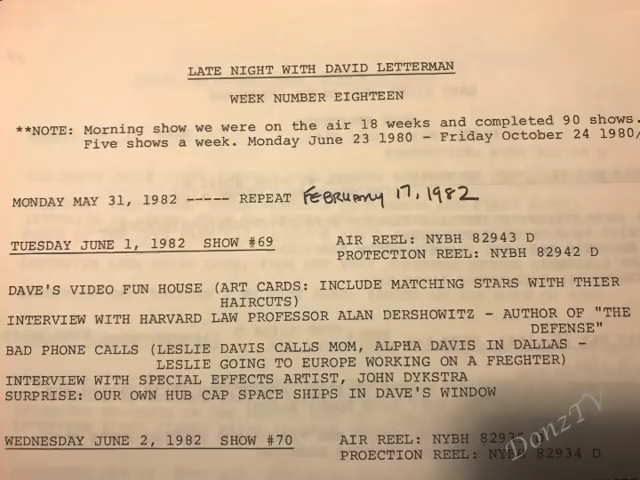 LATE NIGHT WITH DAVID LETTERMAN
WEEK NUMBER EIGHTEEN
**NOTE: Morning show we were on the air 18 weeks and completed 90 shows.
Five shows a week. Monday June 23 1980 - Friday October 24 1980/
MONDAY MAY 31, 1982 ----- REPEAT FEBRUARY 17, 1982
TUESDAY JUNE 1, 1982 SHOW #69 AIR REEL: NYBH 82943 D
PROTECTION REEL: NYBH 82942 D
DAVE'S VIDEO FUN HOUSE (ART CARDS: INCLUDE MATCHING STARS WITH THIER
HAIRCUTS)
INTERVIEW WITH HARVARD LAW PROFESSOR ALAN DERSHOWITZ - AUTHOR OF "THE
DEFENSE"
BAD PHONE CALLS (LESLIE DAVIS CALLS MOM, ALPHA DAVIS IN DALLAS -
LESLIE GOING TO EUROPE WORKING ON A FREGHTER)
INTERVIEW WITH SPECIAL EFFECTS ARTIST, JOHN DYKSTRA
SURPRISE: OUR OWN HUB CAP SPACE SHIPS IN DAVE'S WINDOW
WEDNESDAY JUNE 2, 1982 SHOW #70 AIR REEL: NYBH D
PROECTION REEL: NYBH 82934 D
DonzTV